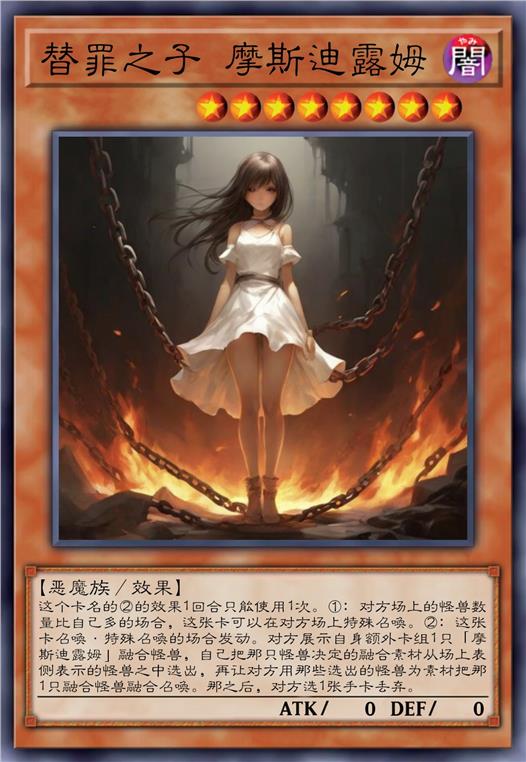 替罪之子 摩斯迪露姆
やみ
闇
【恶魔族／效果】
这个卡名的②的效果1回合只能使用1次。①：对方场上的怪兽数
量比自己多的场合，这张卡可以在对方场上特殊召唤。②：这张
卡召唤·特殊召唤的场合发动。对方展示自身额外卡组1只「摩
斯迪露姆」融合怪兽，自己把那只怪兽决定的融合素材从场上表
侧表示的怪兽之中选出，再让对方用那些选出的怪兽为素材把那
1只融合怪兽融合召唤。那之后，对方选1张手卡丢弃。
ATK/ 0 DEF/ 0